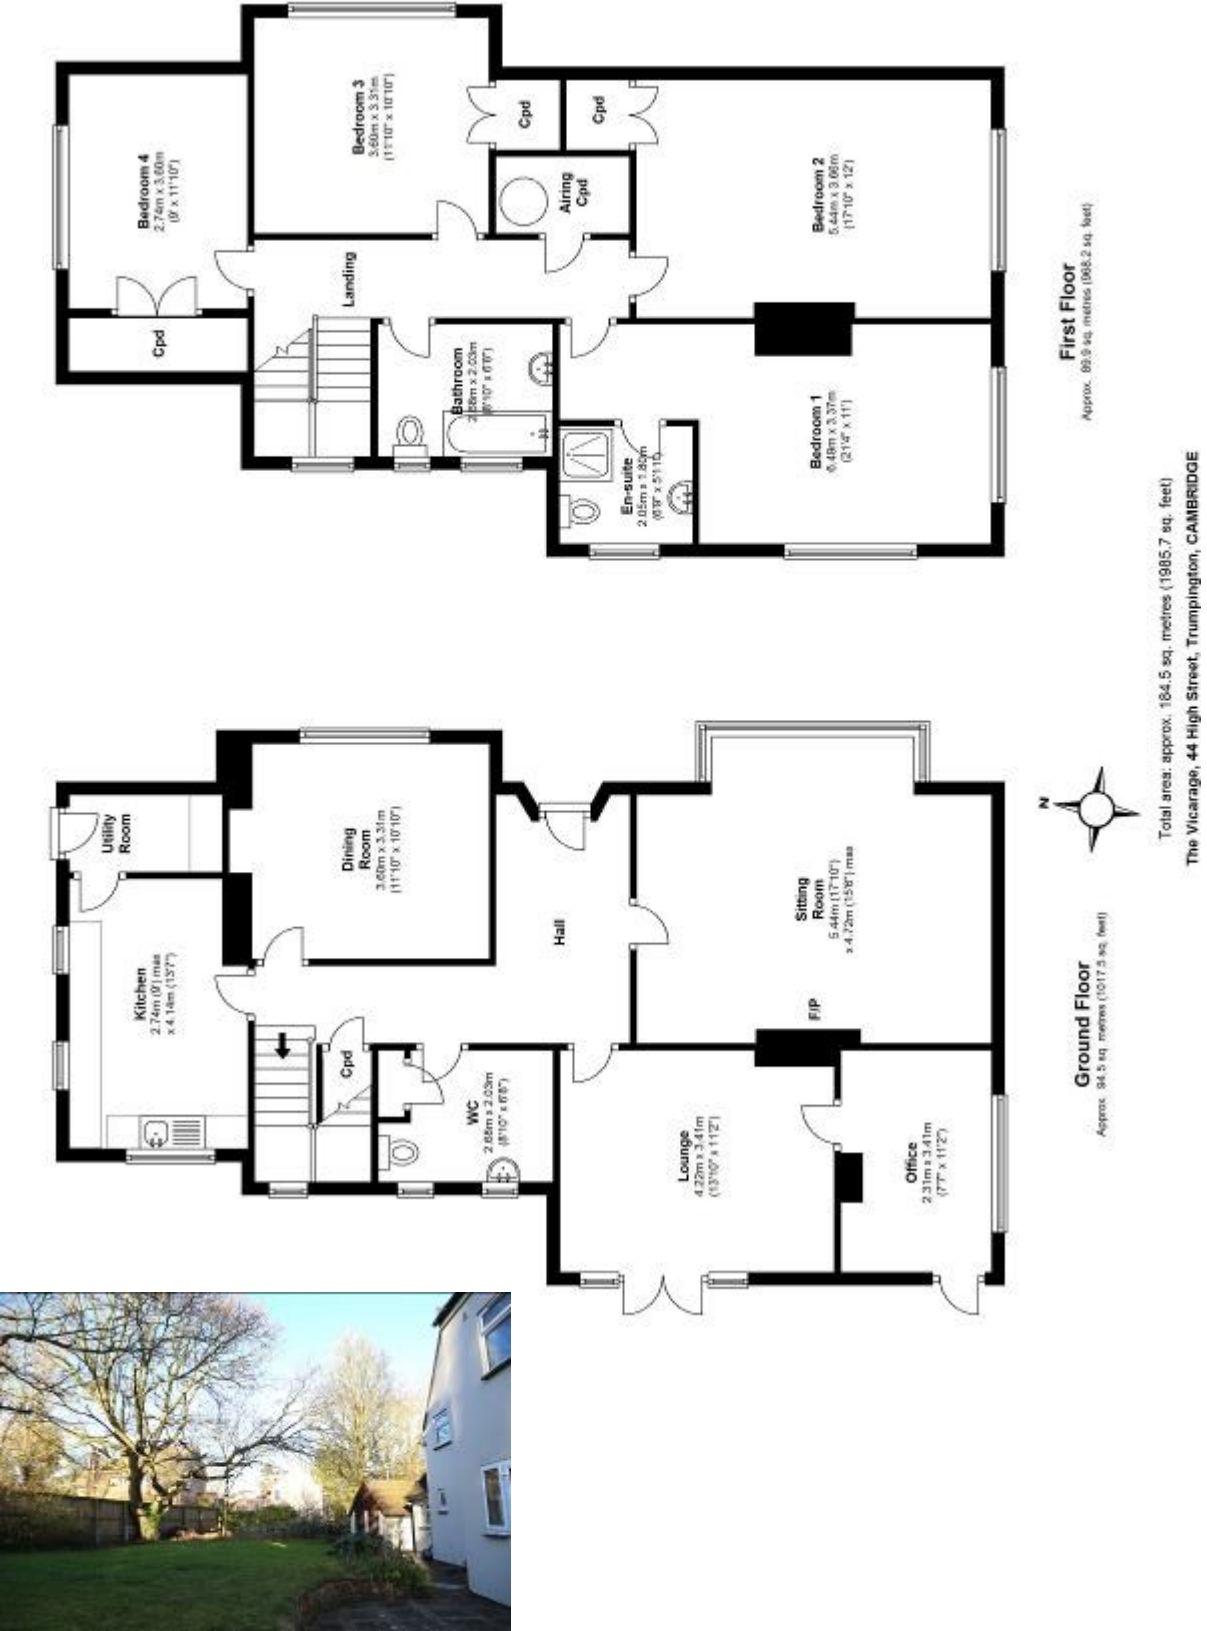 Bedroom 4
2.74m x 3.60m
(9' x 11'10")
Cpd
Bedroom 3
3.60m x 3.31m
(11'10" x 10'10")
Cpd
Cpd
Airing
Cpd
Landing
Bathroom
2.68m x 2.03m
(8'10" x 6'8")
En-suite
2.05m x 1.80m
(6'9" x 5'11")
Bedroom 2
5.44m x 3.66m
(17'10" x 12')
Bedroom 1
6.49m x 3.37m
(21'4" x 11')
First Floor
Approx. 89.9 sq. metres (968.2 sq. feet)
Utility
Room
Kitchen
2.74m (9') max
x 4.14m (13'7")
Dining
Room
3.60m x 3.31m
(11'10" x 10'10")
Hall
Cpd
WC
2.68m x 2.03m
(8'10" x 6'8")
Sitting
Room
5.44m (17'10")
x 4.72m (15'6") max
F/P
Lounge
4.22m x 3.41m
(13'10" x 11'2")
Office
2.31m x 3.41m
(7'7" x 11'2")
Ground Floor
Approx. 94.5 sq. metres (1017.5 sq. feet)
N
Total area: approx. 184.5 sq. metres (1985.7 sq. feet)
The Vicarage, 44 High Street, Trumpington, CAMBRIDGE